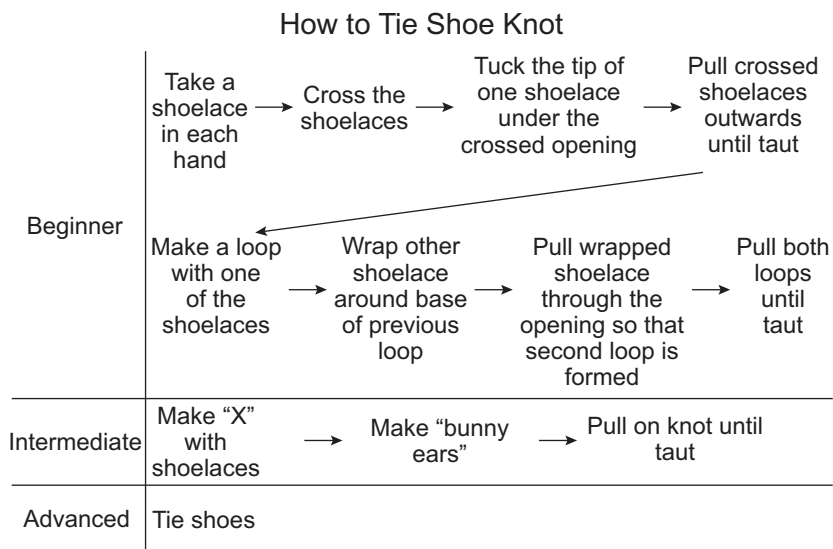 How to Tie Shoe Knot
Beginner
Take a
shoelace
in each
hand
Cross the
shoelaces
Tuck the tip of
one shoelace
under the
crossed opening
Pull crossed
shoelaces
outwards
until taut
Make a loop
with one
of the
shoelaces
Wrap other
shoelace
around base
of previous
loop
Pull wrapped
shoelace
through the
opening so that
second loop is
formed
Pull both
loops
until
taut
Intermediate
Make “X”
with
shoelaces
Make “bunny
ears”
Pull on knot until
taut
Advanced
Tie shoes